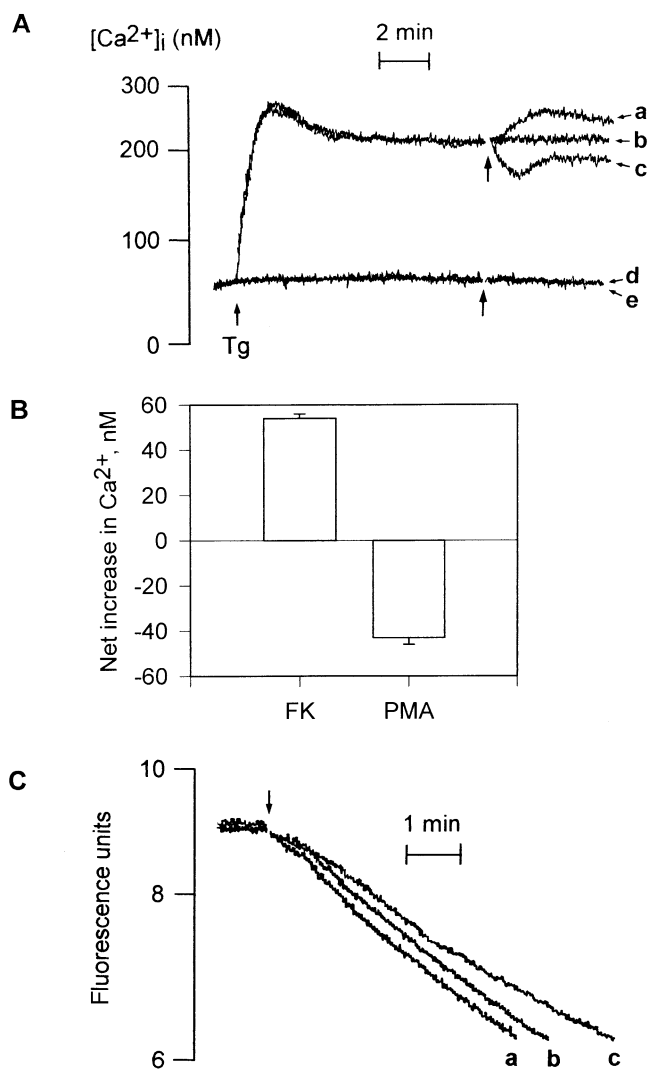 A
[Ca2+]i (nM)
2 min
300
200
100
0
a
b
c
d
e
Tg
B
Net increase in Ca2+, nM
60
40
20
0
-20
-40
-60
FK
PMA
C
Fluorescence units
10
8
6
1 min
a
b
c